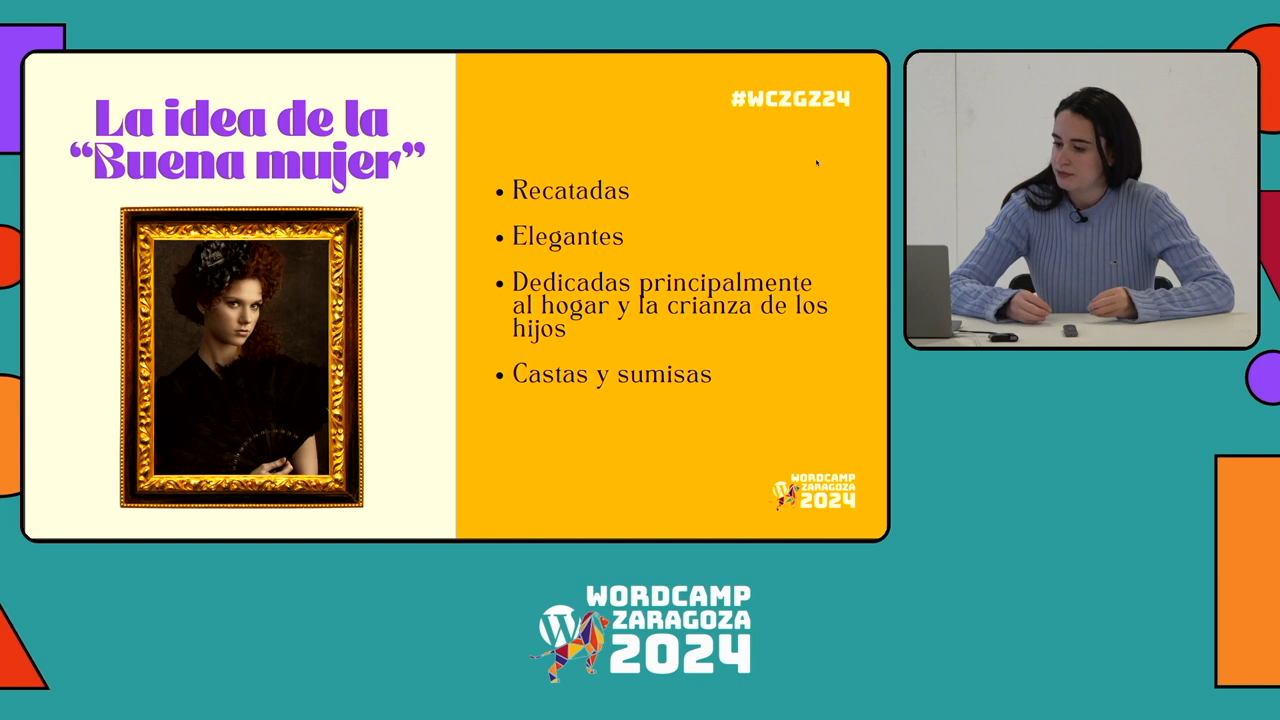 La idea de la
“Buena mujer”
#WCZGZ24
• Recatadas
• Elegantes
• Dedicadas principalmente
al hogar y la crianza de los
hijos
• Castas y sumisas
WORDCAMP
ZARAGOZA
2024
WORDCAMP
ZARAGOZA
2024